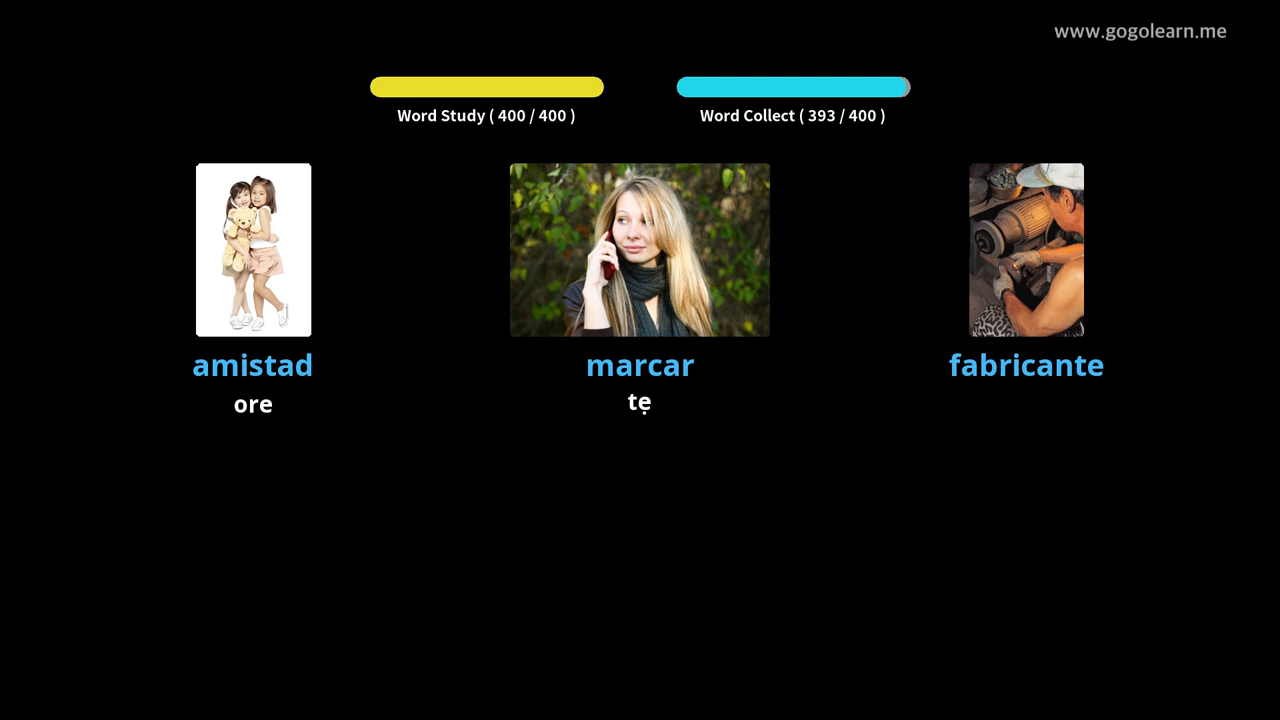 www.gogolearn.me
Word Study ( 400 / 400 )
Word Collect ( 393 / 400 )
amistad
marcar
fabricante
ore
tẹ